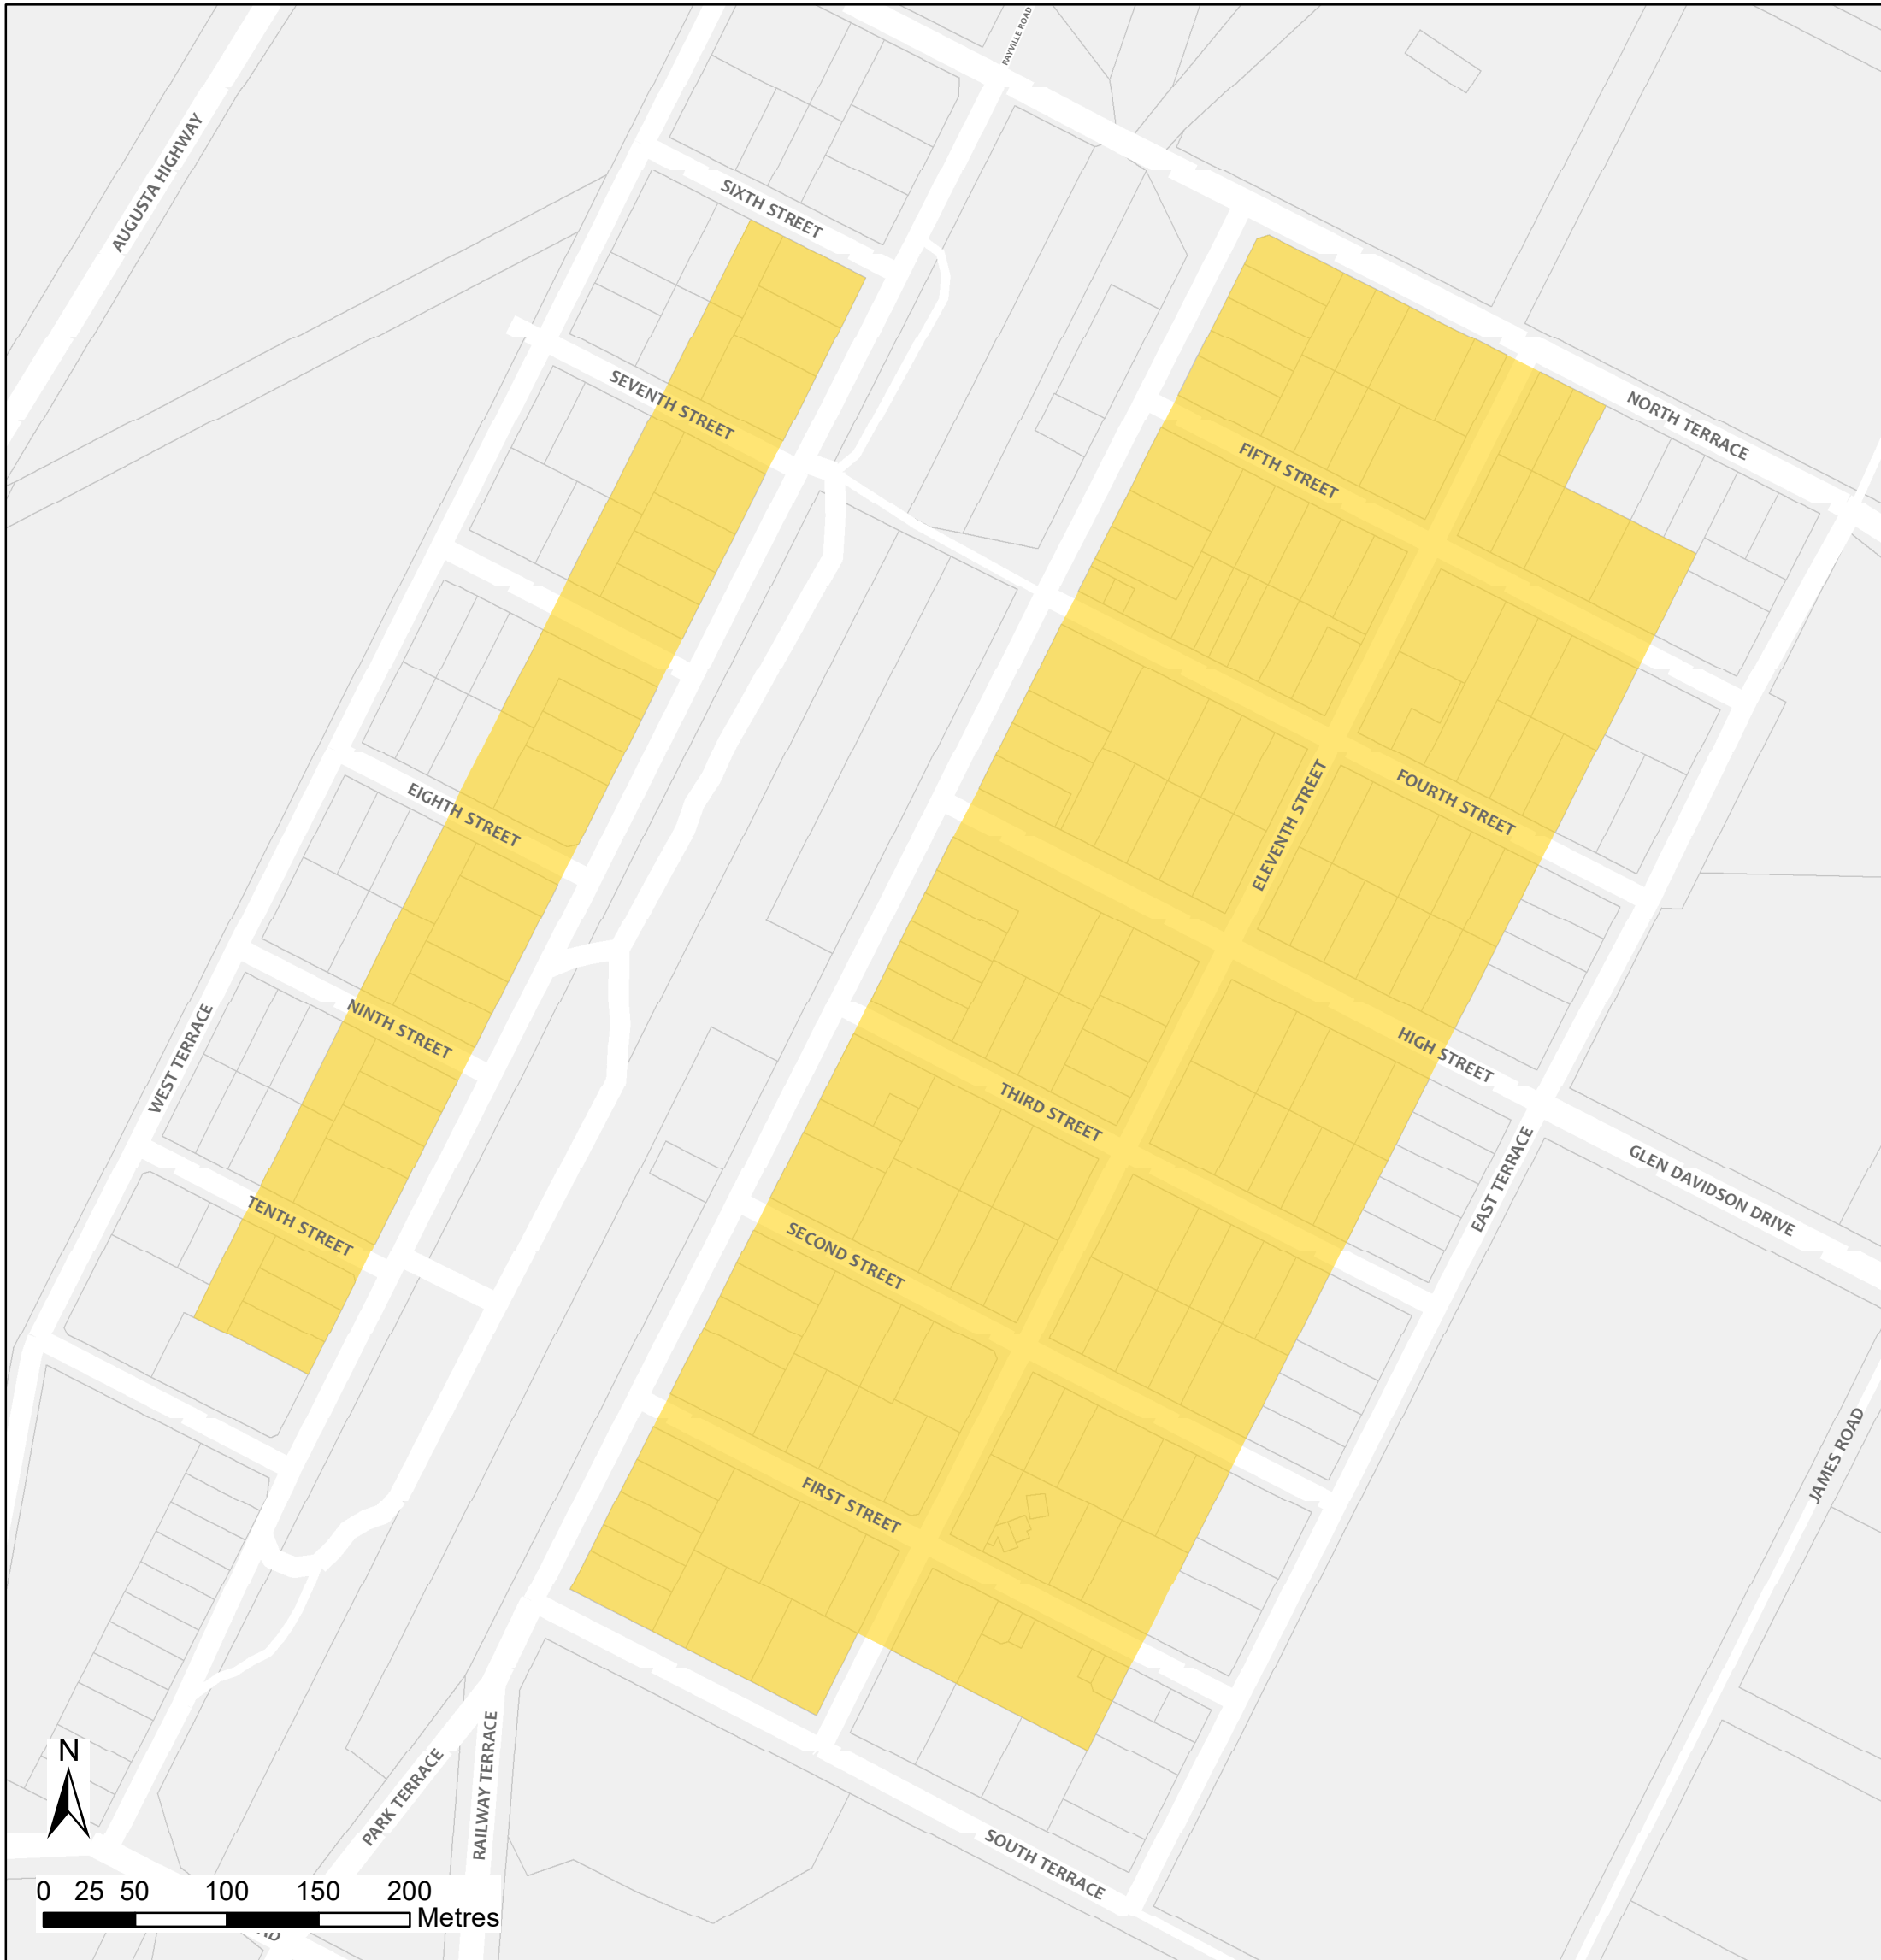 RAYVILLE ROAD
AUGUSTA HIGHWAY
SIXTH STREET
SEVENTH STREET
NORTH TERRACE
FIFTH STREET
EIGHTH STREET
ELEVENTH STREET
FOURTH STREET
WEST TERRACE
NINTH STREET
HIGH STREET
THIRD STREET
EAST TERRACE
GLEN DAVIDSON DRIVE
TENTH STREET
SECOND STREET
JAMES ROAD
FIRST STREET
PARK TERRACE
RAILWAY TERRACE
SOUTH TERRACE
N
0 25 50 100 150 200
Metres